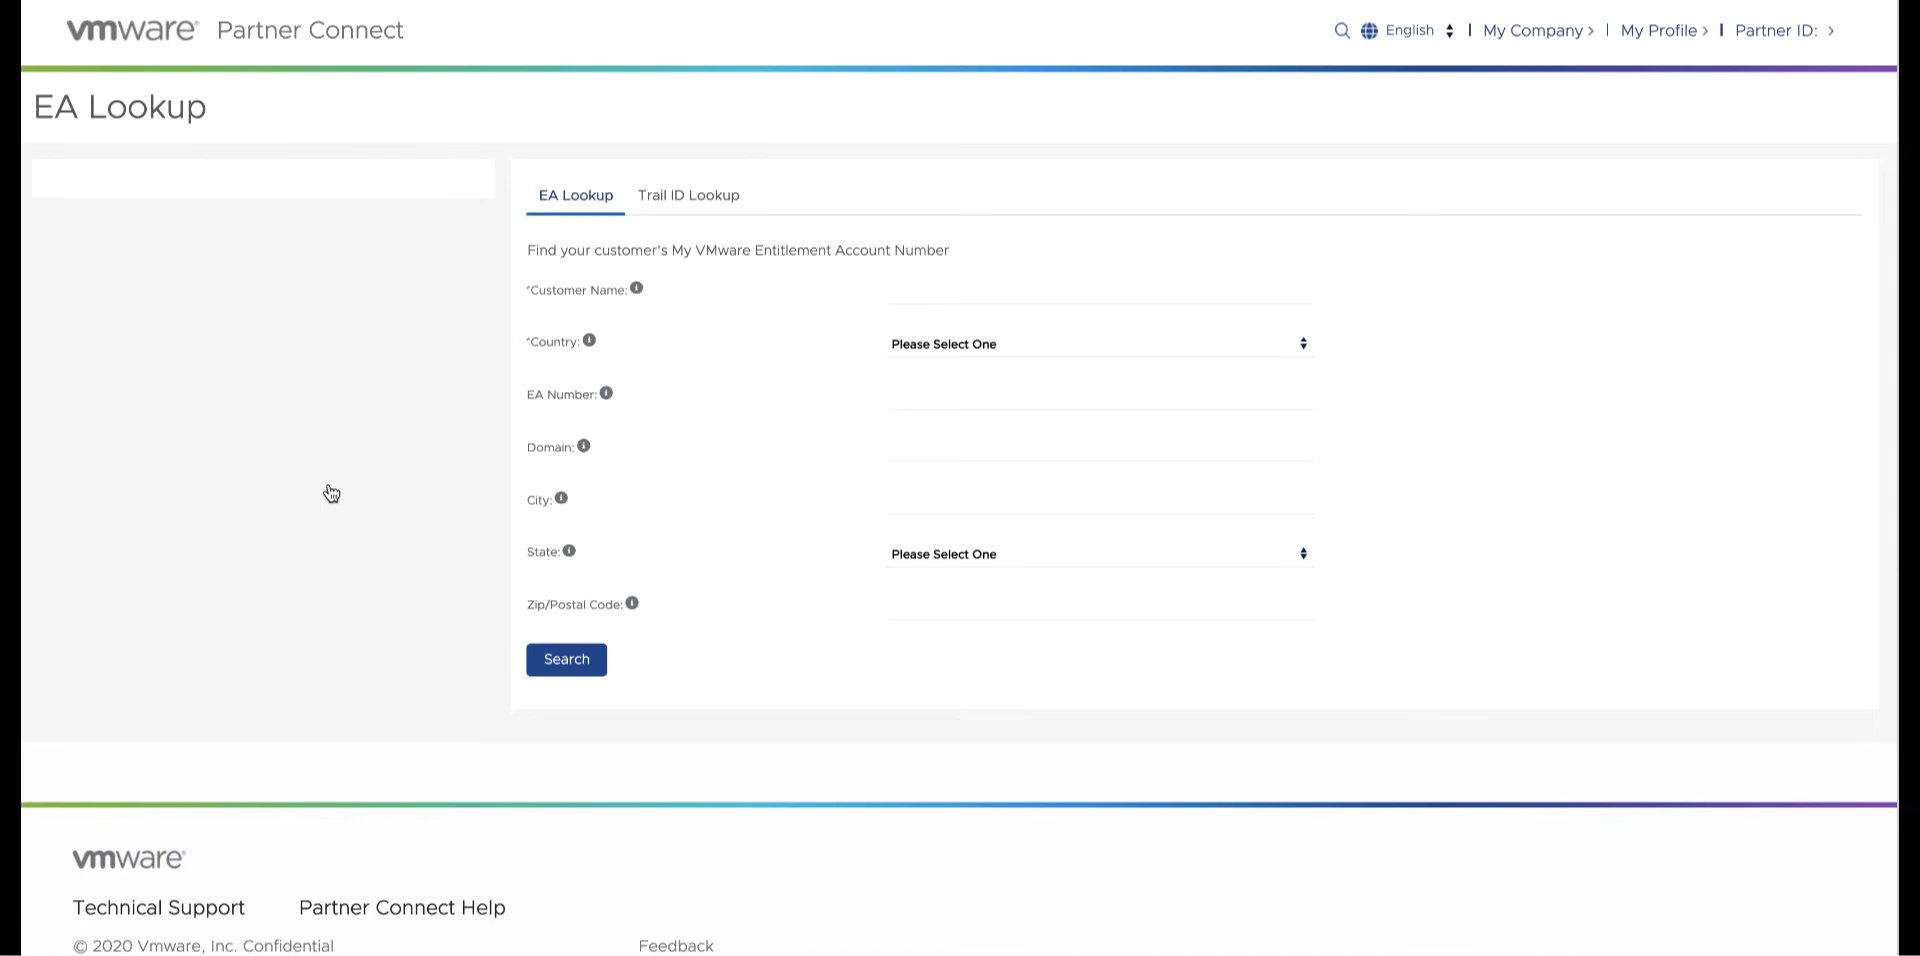 vmware® Partner Connect
English | My Company > | My Profile > | Partner ID: >
EA Lookup
EA Lookup Trail ID Lookup
Find your customer's My VMware Entitlement Account Number
*Customer Name:
*Country: Please Select One
EA Number:
Domain:
City:
State: Please Select One
Zip/Postal Code:
Search
vmware®
Technical Support Partner Connect Help
© 2020 Vmware, Inc. Confidential Feedback